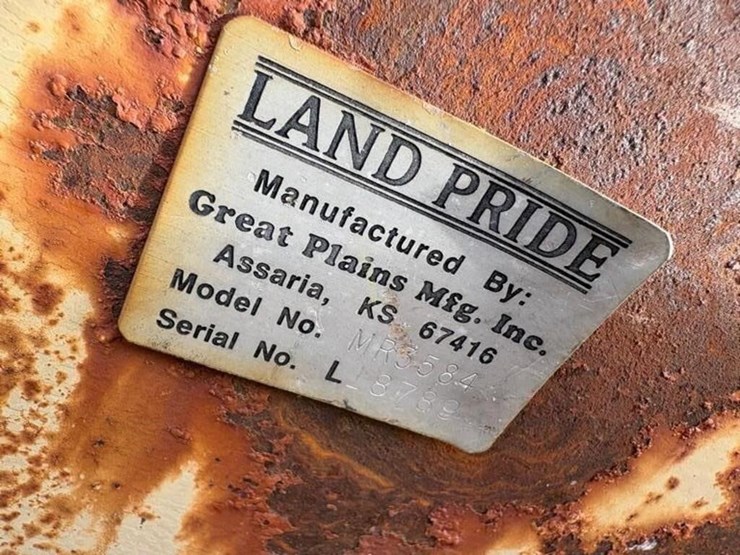 LAND PRIDE
Manufactured By:
Great Plains Mfg. Inc.
Assaria, KS 67416
Model No.
Serial No. L